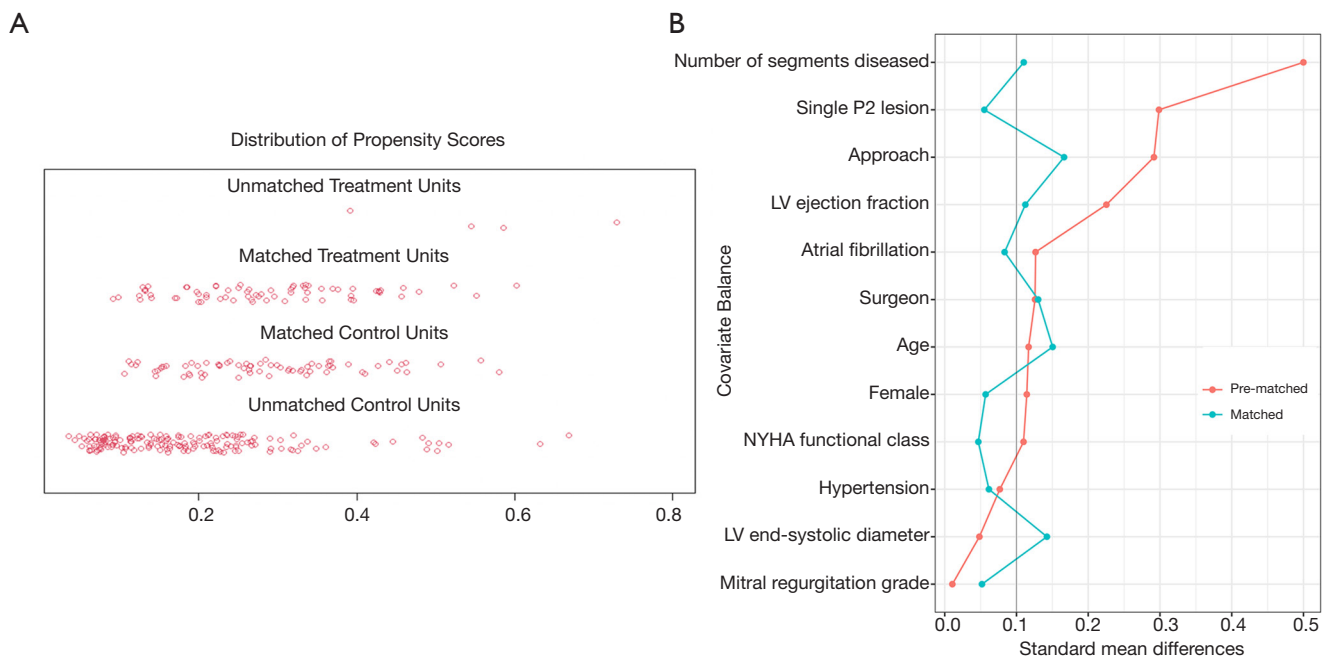 A
Distribution of Propensity Scores
Unmatched Treatment Units
Matched Treatment Units
Matched Control Units
Unmatched Control Units
0.2
0.4
0.6
0.8
B
Covariate Balance
Number of segments diseased
Single P2 lesion
Approach
LV ejection fraction
Atrial fibrillation
Surgeon
Age
Female
NYHA functional class
Hypertension
LV end-systolic diameter
Mitral regurgitation grade
Pre-matched
Matched
0.0
0.1
0.2
0.3
0.4
0.5
Standard mean differences